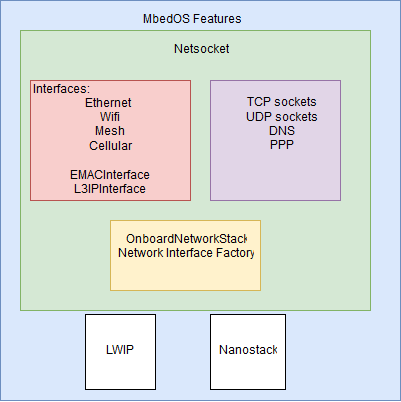 MbedOS Features
Netsocket
Interfaces:
Ethernet
Wifi
Mesh
Cellular
EMACInterface
L3IPInterface
TCP sockets
UDP sockets
DNS
PPP
OnboardNetworkStack
Network Interface Factory
LWIP
Nanostack